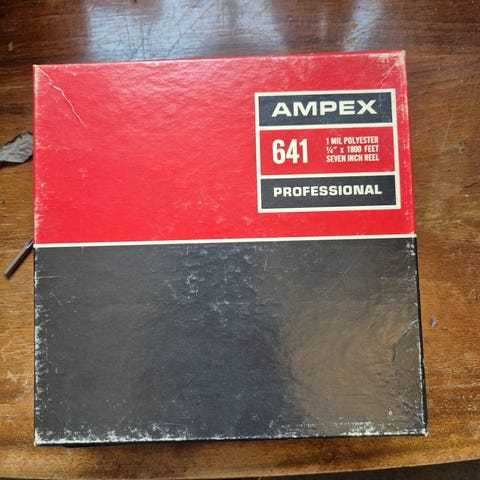 AMPEX
641
1 MIL POLYESTER
¼" x 1800 FEET
SEVEN INCH REEL
PROFESSIONAL